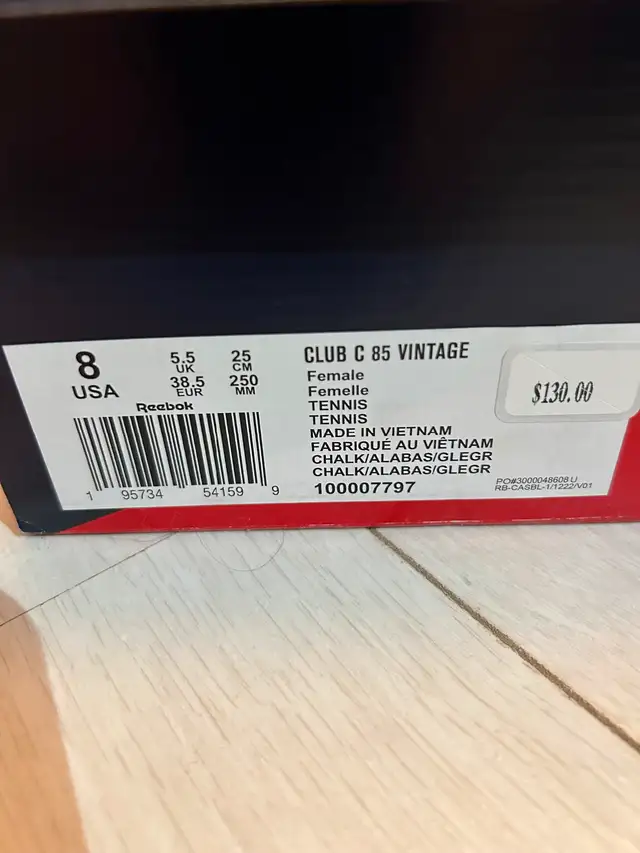 8
USA
5.5
UK
38.5
EUR
25
CM
250
MM
Reebok
1 95734 54159 9
CLUB C 85 VINTAGE
Female
Femelle
TENNIS
TENNIS
MADE IN VIETNAM
FABRIQUÉ AU VIÊTNAM
CHALK/ALABAS/GLEGR
CHALK/ALABAS/GLEGR
100007797
$130.00
PO#3000048608 U
RB-CASBL-1/1222/V01